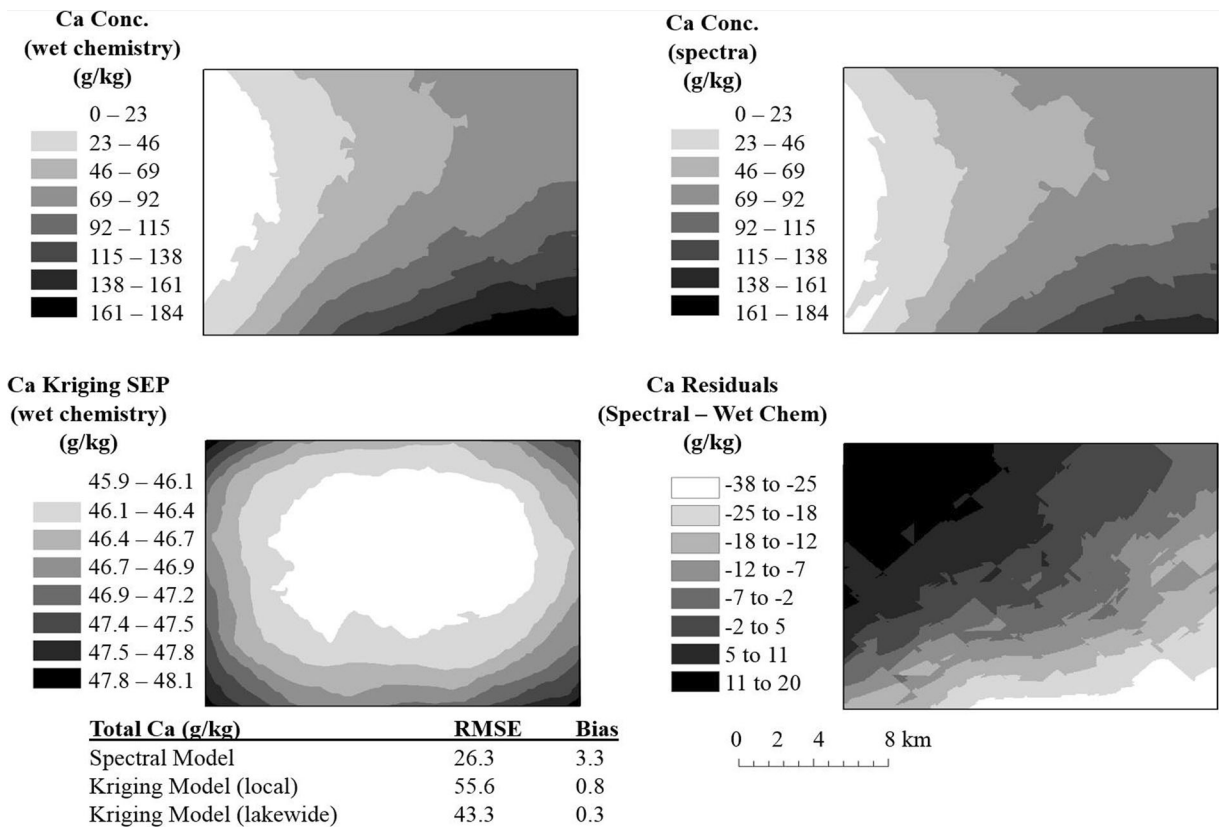 Ca Conc.
(wet chemistry)
(g/kg)
0 – 23
23 – 46
46 – 69
69 – 92
92 – 115
115 – 138
138 – 161
161 – 184
Ca Conc.
(spectra)
(g/kg)
0 – 23
23 – 46
46 – 69
69 – 92
92 – 115
115 – 138
138 – 161
161 – 184
Ca Kriging SEP
(wet chemistry)
(g/kg)
45.9 – 46.1
46.1 – 46.4
46.4 – 46.7
46.7 – 46.9
46.9 – 47.2
47.4 – 47.5
47.5 – 47.8
47.8 – 48.1
Ca Residuals
(Spectral – Wet Chem)
(g/kg)
-38 to -25
-25 to -18
-18 to -12
-12 to -7
-7 to -2
-2 to 5
5 to 11
11 to 20
0 2 4 8 km
Total Ca (g/kg) RMSE Bias
Spectral Model 26.3 3.3
Kriging Model (local) 55.6 0.8
Kriging Model (lakewide) 43.3 0.3